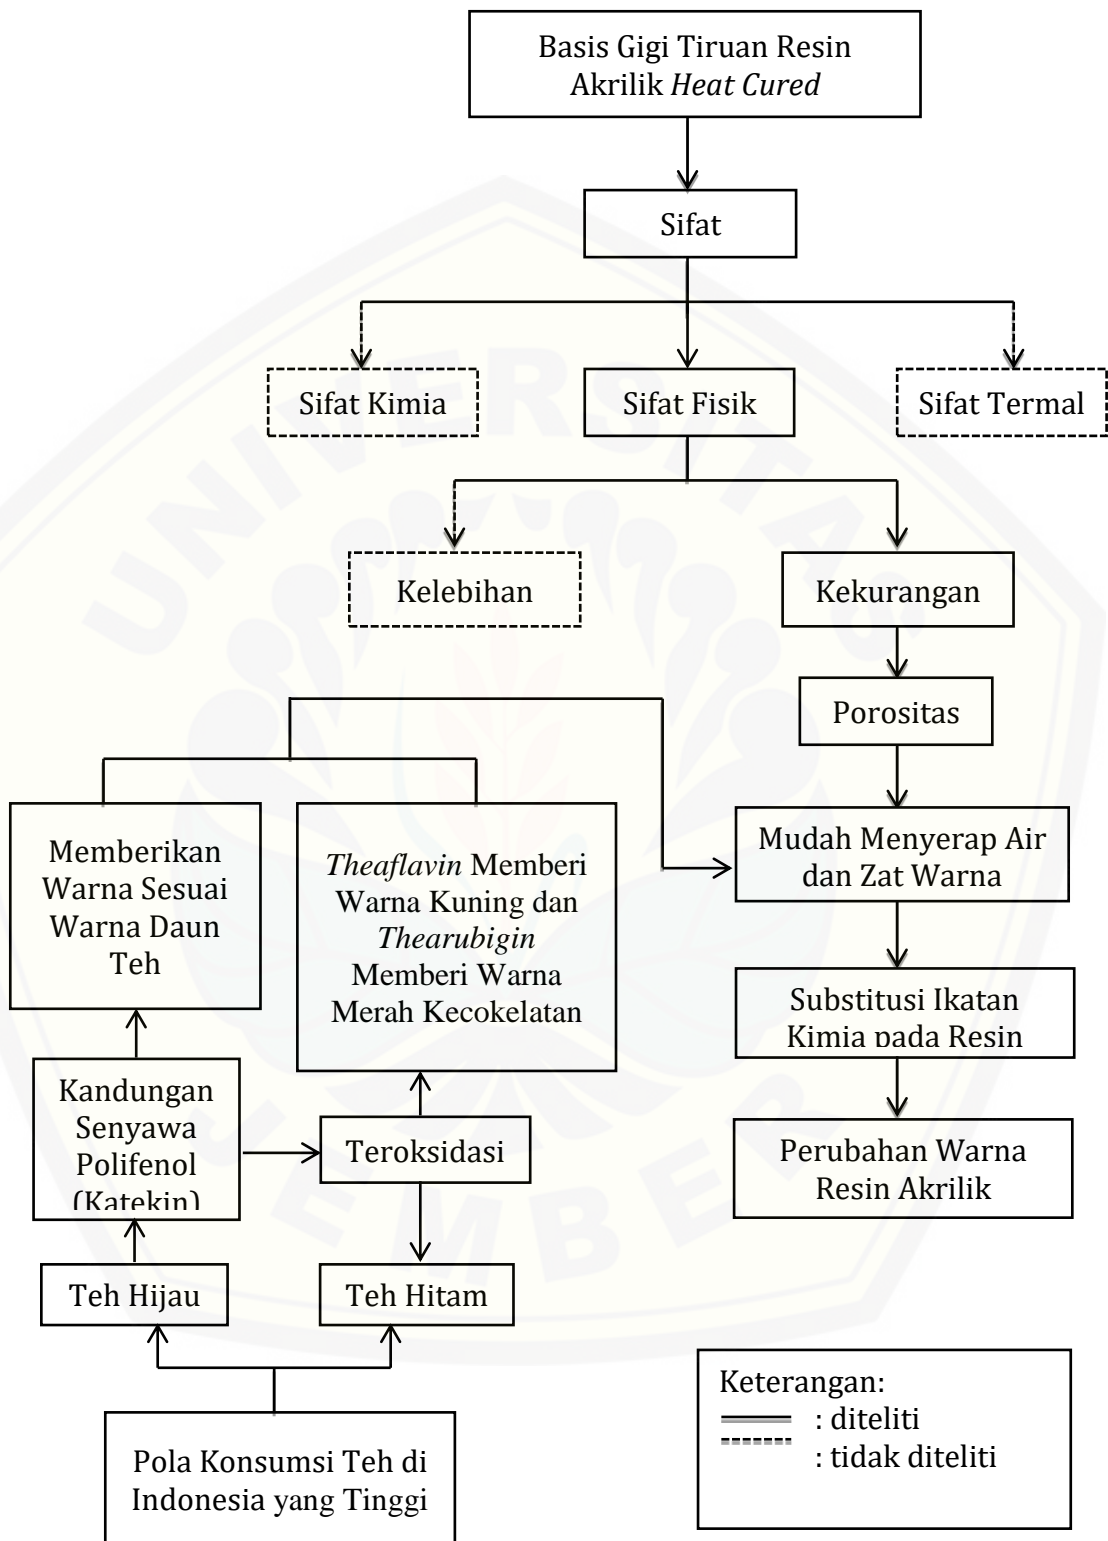 Basis Gigi Tiruan Resin
Akrilik Heat Cured
Sifat
Sifat Kimia
Sifat Fisik
Sifat Termal
Kelebihan
Kekurangan
Porositas
Memberikan
Warna Sesuai
Warna Daun
Teh
Theaflavin Memberi
Warna Kuning dan
Thearubigin
Memberi Warna
Merah Kecokelatan
Mudah Menyerap Air
dan Zat Warna
Substitusi Ikatan
Kimia pada Resin
Kandungan
Senyawa
Polifenol
(Katekin)
Teroksidasi
Perubahan Warna
Resin Akrilik
Teh Hijau
Teh Hitam
Pola Konsumsi Teh di
Indonesia yang Tinggi
Keterangan:
: diteliti
: tidak diteliti
UNIVERSITAS
JEMBER